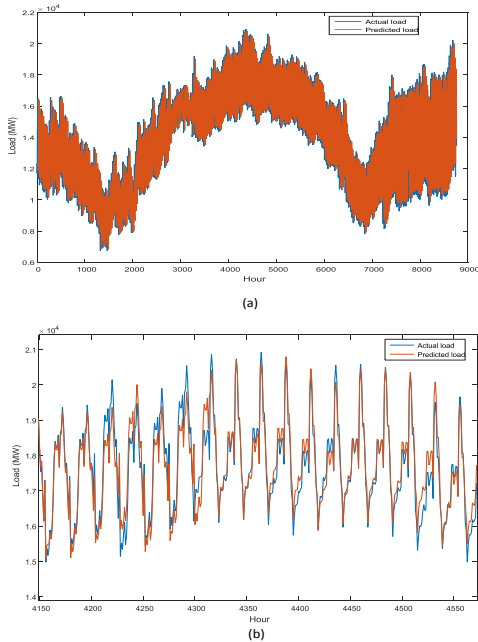 × 10⁴
2.2
2
1.8
1.6
1.4
1.2
1
0.8
0.6
Load (MW)
Actual load
Predicted load
0 1000 2000 3000 4000 5000 6000 7000 8000 9000
Hour
(a)
× 10⁴
2.1
2
1.9
1.8
1.7
1.6
1.5
1.4
Load (MW)
Actual load
Predicted load
4150 4200 4250 4300 4350 4400 4450 4500 4550
Hour
(b)